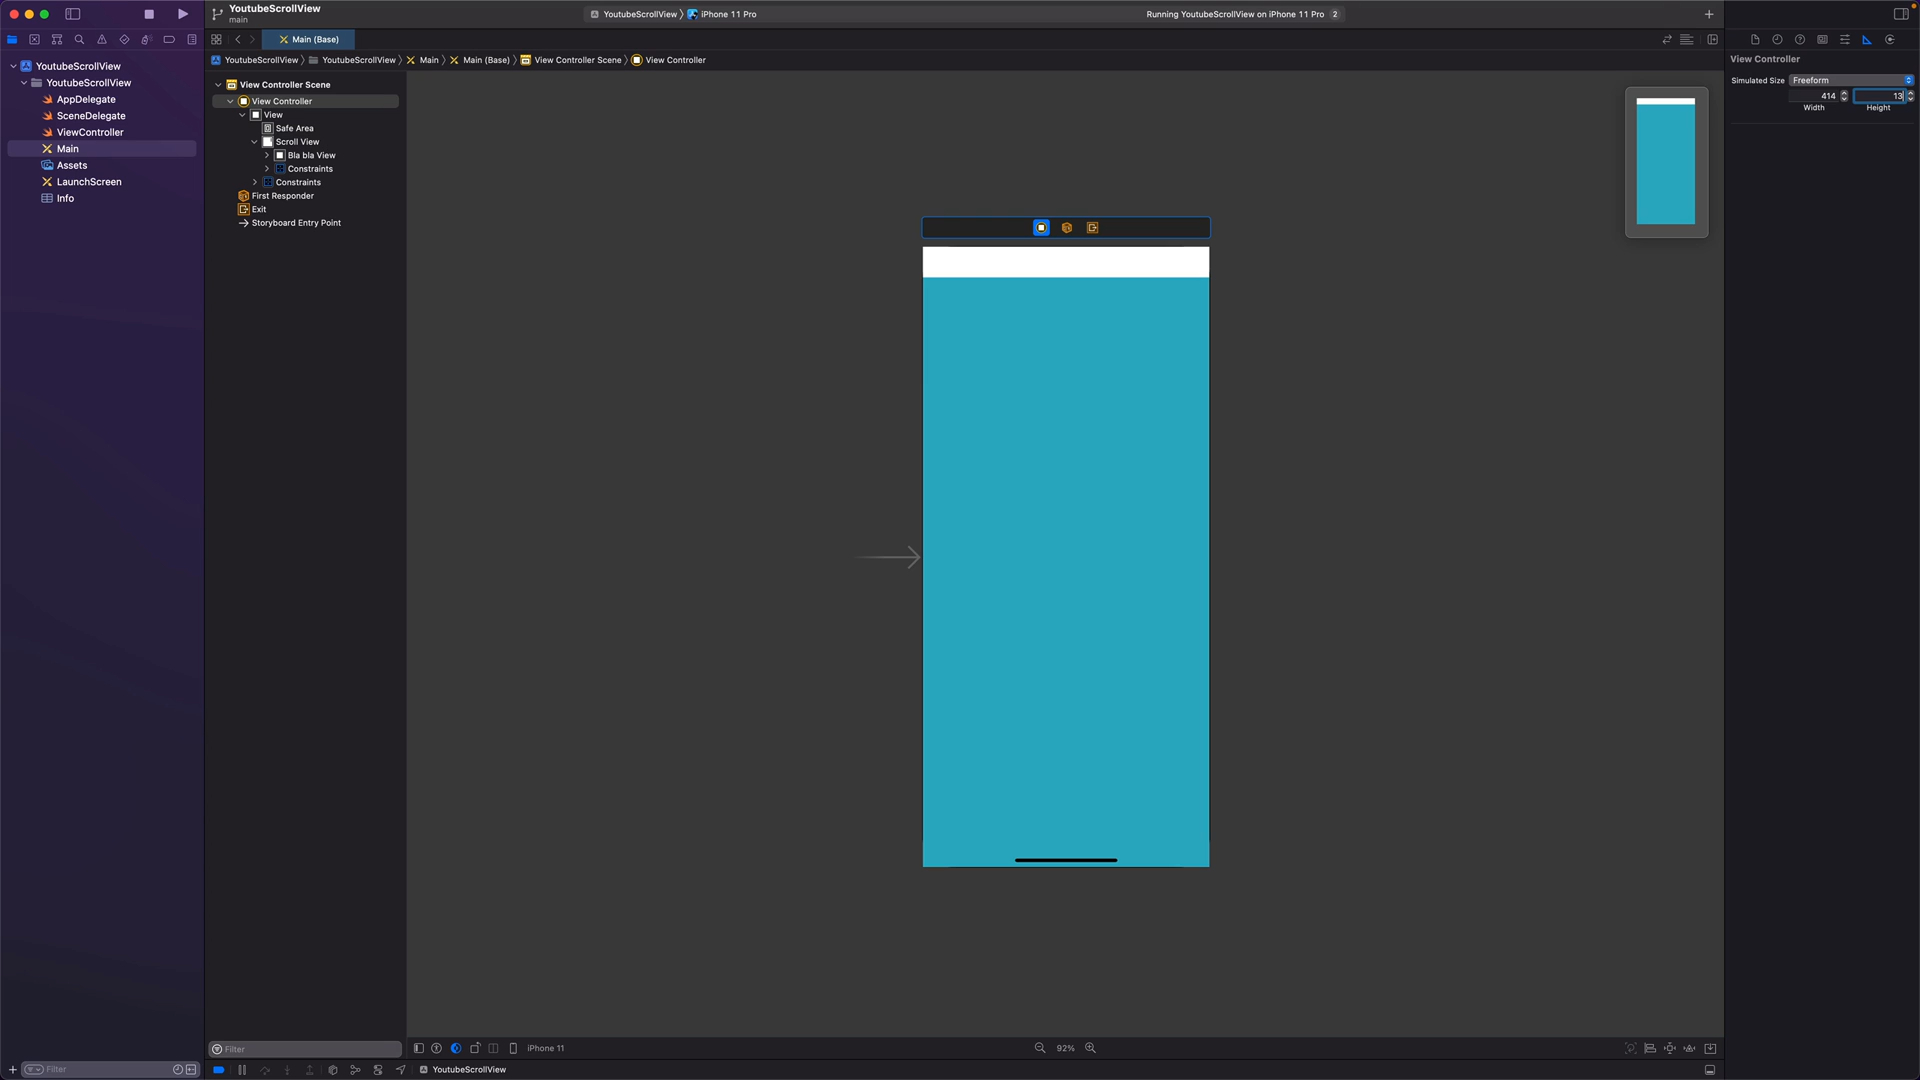 YoutubeScrollView
main
YoutubeScrollView
iPhone 11 Pro
Running YoutubeScrollView on iPhone 11 Pro
2
Main (Base)
YoutubeScrollView
YoutubeScrollView
Main
Main (Base)
View Controller Scene
View Controller
YoutubeScrollView
YoutubeScrollView
AppDelegate
SceneDelegate
ViewController
Main
Assets
LaunchScreen
Info
View Controller Scene
View Controller
View
Safe Area
Scroll View
Bla bla View
Constraints
Constraints
First Responder
Exit
Storyboard Entry Point
View Controller
Simulated Size
Freeform
414
13
Width
Height
Filter
Filter
iPhone 11
92%
YoutubeScrollView